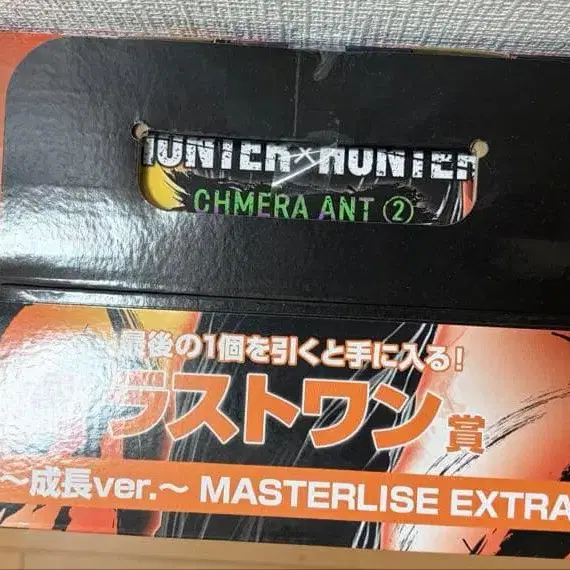 HUNTER×HUNTER
CHMERA ANT ②
最後の1個を引くと手に入る!
ラストワン賞
〜成長ver.〜 MASTERLISE EXTRA